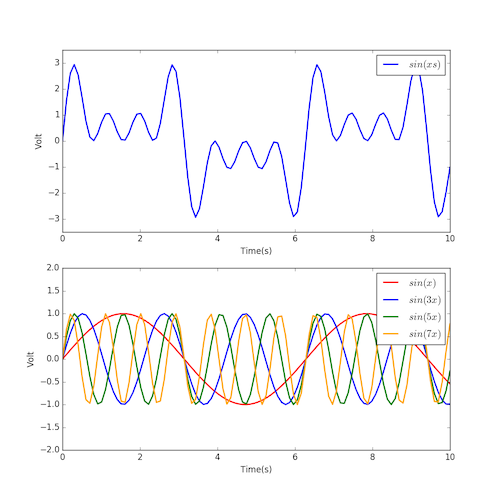 3
2
1
0
−1
−2
−3
Volt
sin(xs)
0 2 4 6 8 10
Time(s)
2.0
1.5
1.0
0.5
0.0
−0.5
−1.0
−1.5
−2.0
Volt
sin(x)
sin(3x)
sin(5x)
sin(7x)
0 2 4 6 8 10
Time(s)